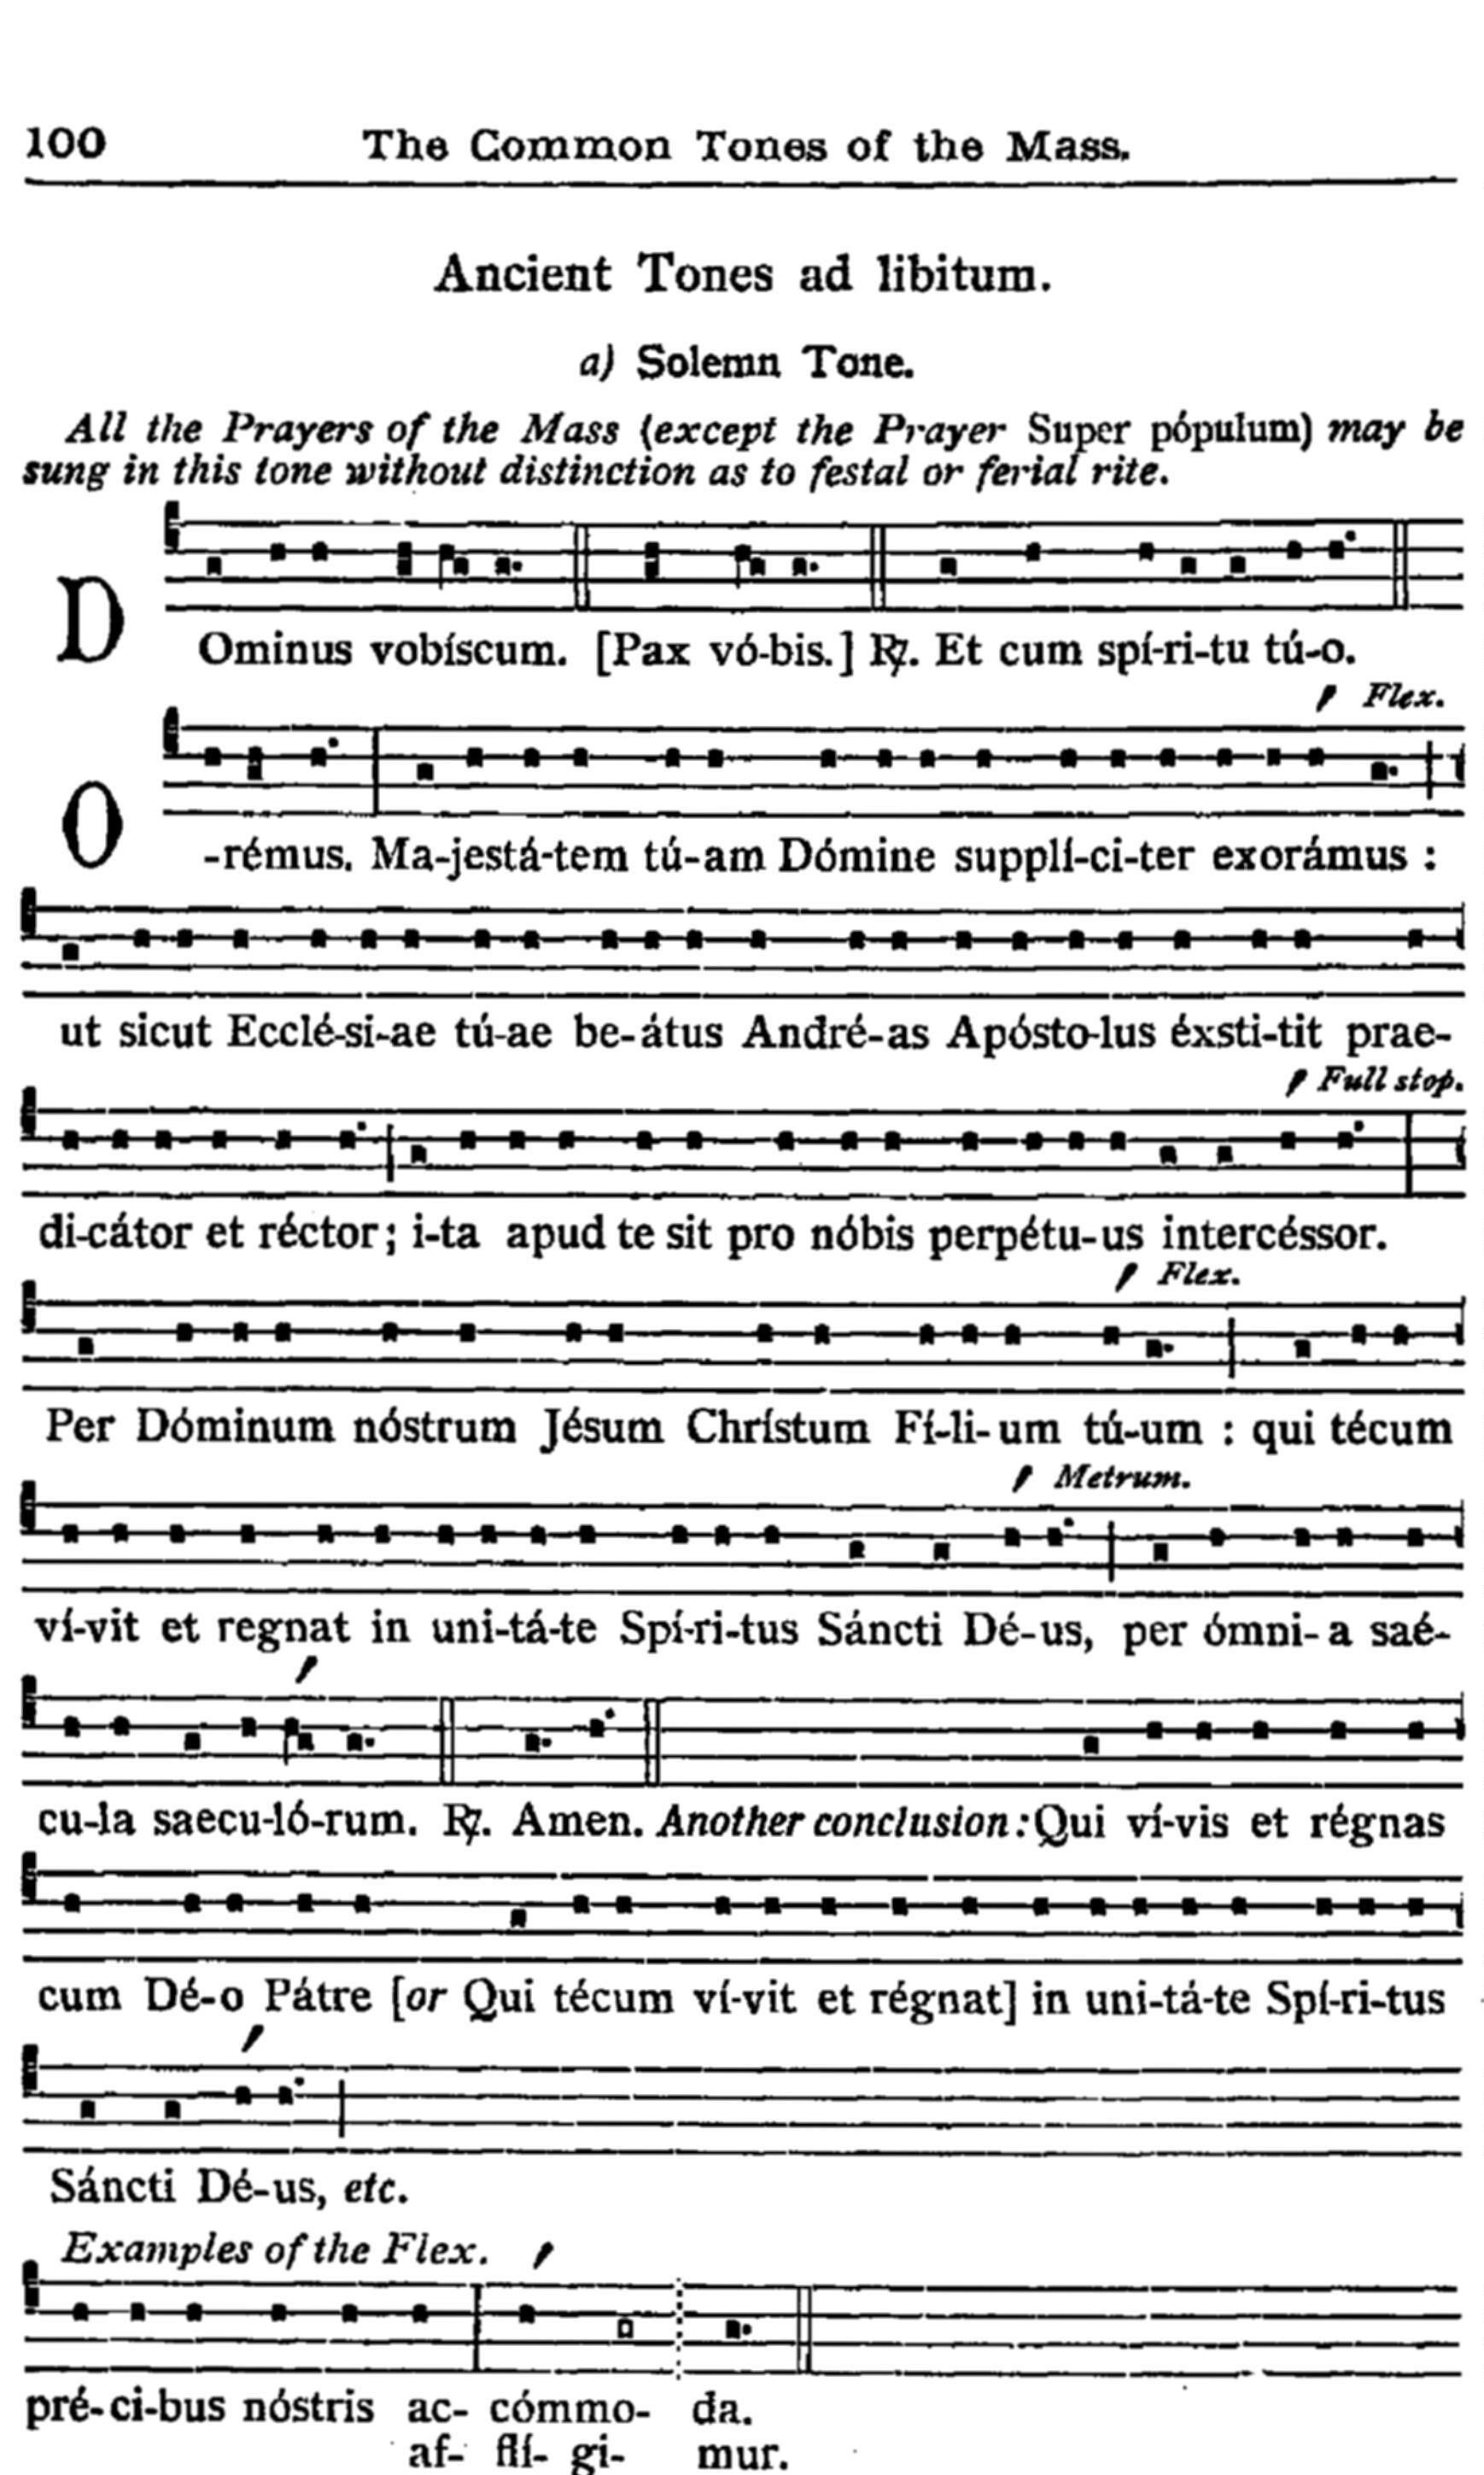 100 The Common Tones of the Mass.
Ancient Tones ad libitum.
a) Solemn Tone.
All the Prayers of the Mass (except the Prayer Super pópulum) may be
sung in this tone without distinction as to festal or ferial rite.
DOminus vobíscum. [Pax vó-bis.] ℟. Et cum spí-ri-tu tú-o.
Flex.
O-rémus. Ma-jestá-tem tú-am Dómine supplí-ci-ter exorámus :
ut sicut Ecclé-si-ae tú-ae be-átus André-as Apósto-lus éxsti-tit prae-
Full stop.
di-cátor et réctor; i-ta apud te sit pro nóbis perpétu-us intercéssor.
Flex.
Per Dóminum nóstrum Jésum Chrístum Fí-li-um tú-um : qui técum
Metrum.
ví-vit et regnat in uni-tá-te Spí-ri-tus Sáncti Dé-us, per ómni-a saé-
cu-la saecu-ló-rum. ℟. Amen. Another conclusion: Qui ví-vis et régnas
cum Dé-o Pátre [or Qui técum ví-vit et régnat] in uni-tá-te Spí-ri-tus
Sáncti Dé-us, etc.
Examples of the Flex.
pré-ci-bus nóstris ac- cómmo- da.
af- flí- gi- mur.